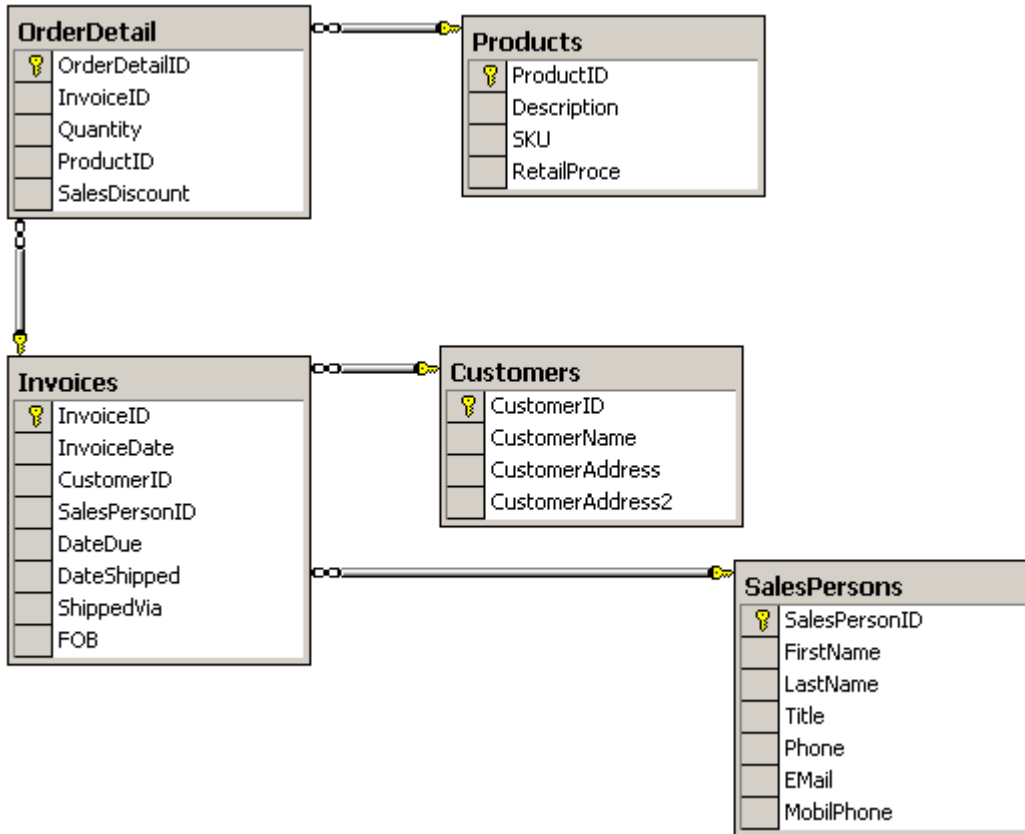 OrderDetail
OrderDetailID
InvoiceID
Quantity
ProductID
SalesDiscount
Products
ProductID
Description
SKU
RetailProce
Invoices
InvoiceID
InvoiceDate
CustomerID
SalesPersonID
DateDue
DateShipped
ShippedVia
FOB
Customers
CustomerID
CustomerName
CustomerAddress
CustomerAddress2
SalesPersons
SalesPersonID
FirstName
LastName
Title
Phone
EMail
MobilPhone